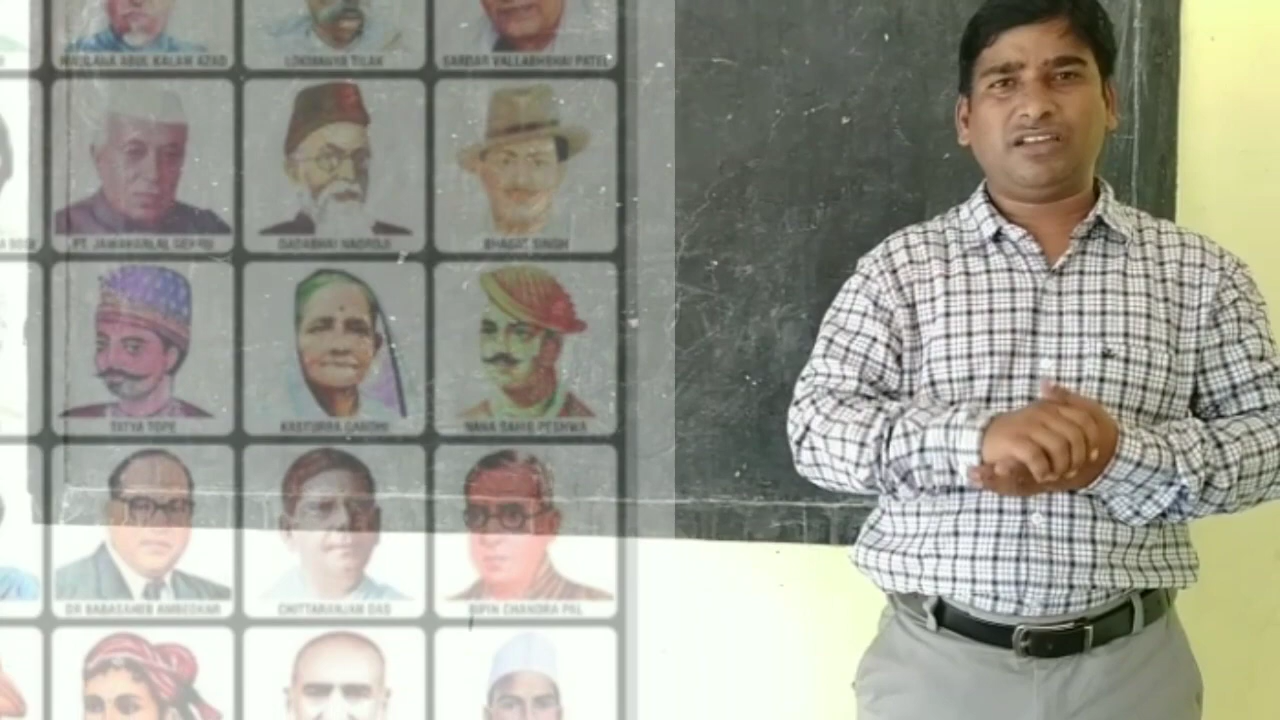 MAULANA ABUL KALAM AZAD
LOKMANYA TILAK
SARDAR VALLABHBHAI PATEL
PT. JAWAHARLAL NEHRU
DADABHAI NAOROJI
BHAGAT SINGH
TATYA TOPE
KASTURBA GANDHI
NANA SAHIB PESHWA
DR BABASAHEB AMBEDKAR
CHITTARANJAN DAS
BIPIN CHANDRA PAL